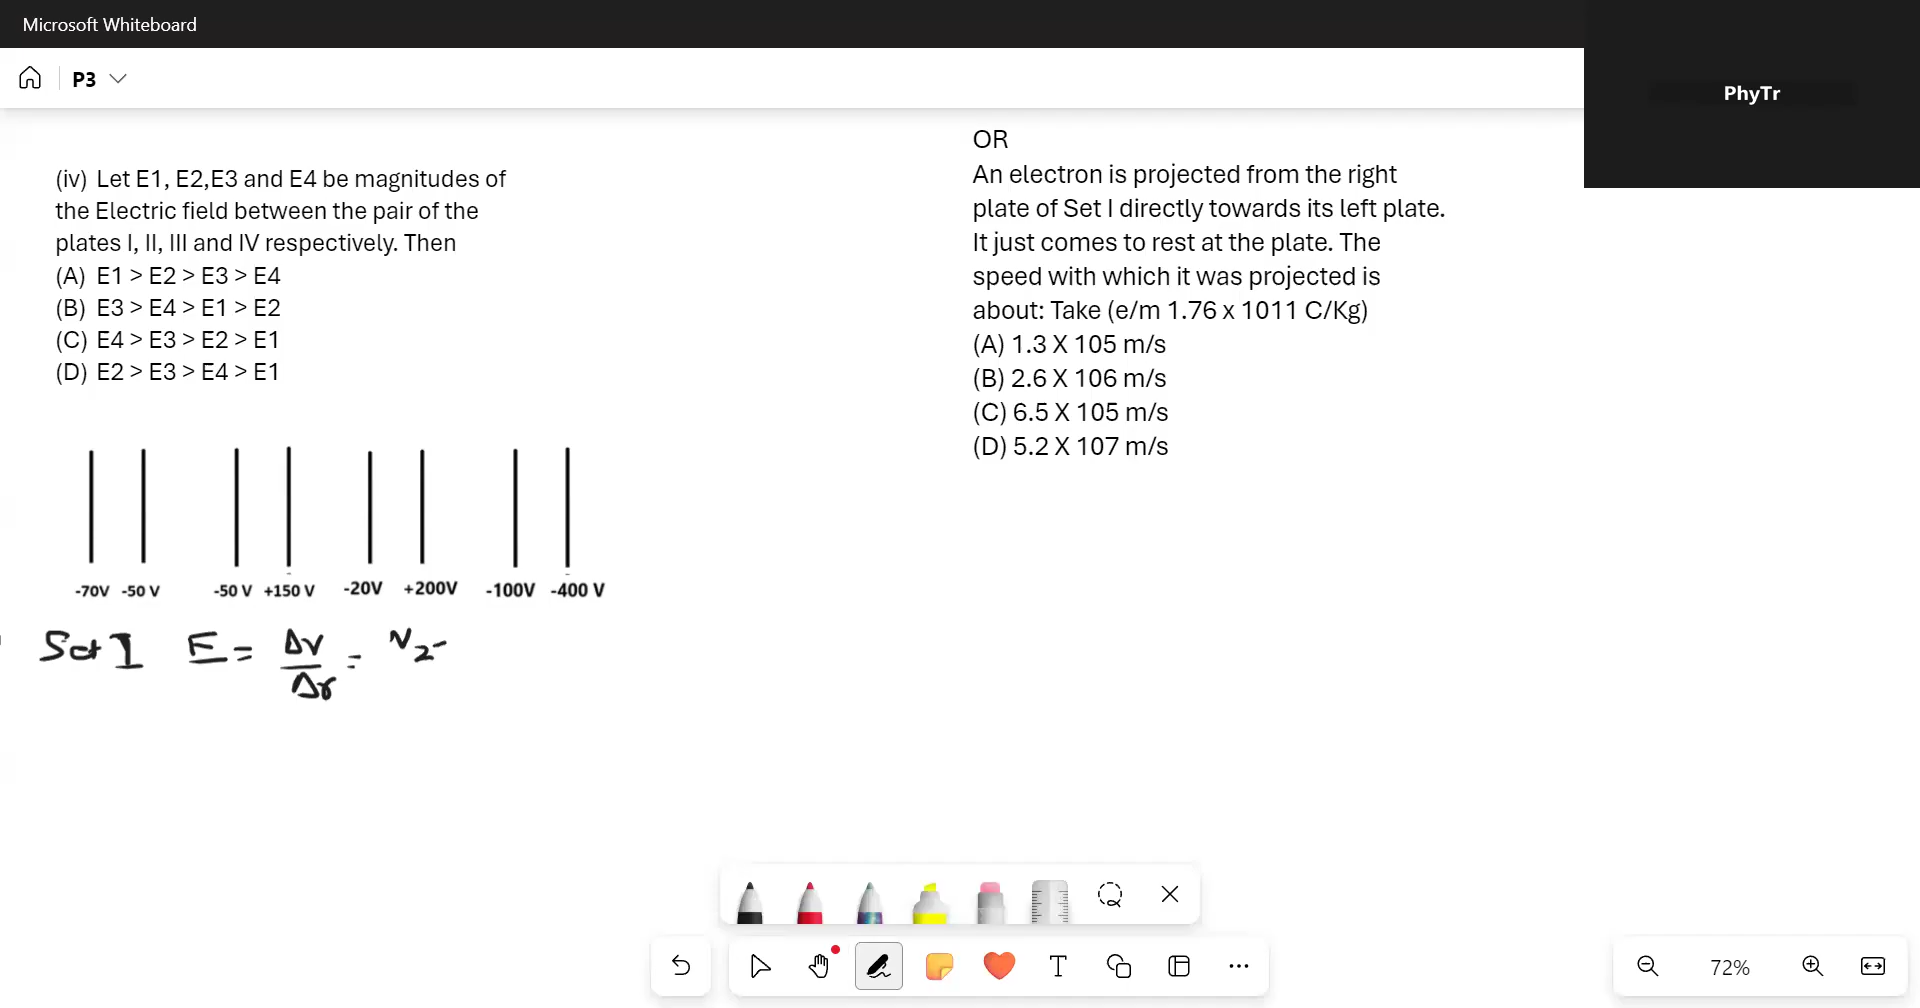 Microsoft Whiteboard
P3
PhyTr
(iv) Let E1, E2,E3 and E4 be magnitudes of
the Electric field between the pair of the
plates I, II, III and IV respectively. Then
(A) E1 > E2 > E3 > E4
(B) E3 > E4 > E1 > E2
(C) E4 > E3 > E2 > E1
(D) E2 > E3 > E4 > E1
-70V -50 V -50 V +150 V -20V +200V -100V -400 V
Set I E = Δv/Δr = V2-
OR
An electron is projected from the right
plate of Set I directly towards its left plate.
It just comes to rest at the plate. The
speed with which it was projected is
about: Take (e/m 1.76 x 1011 C/Kg)
(A) 1.3 X 105 m/s
(B) 2.6 X 106 m/s
(C) 6.5 X 105 m/s
(D) 5.2 X 107 m/s
72%